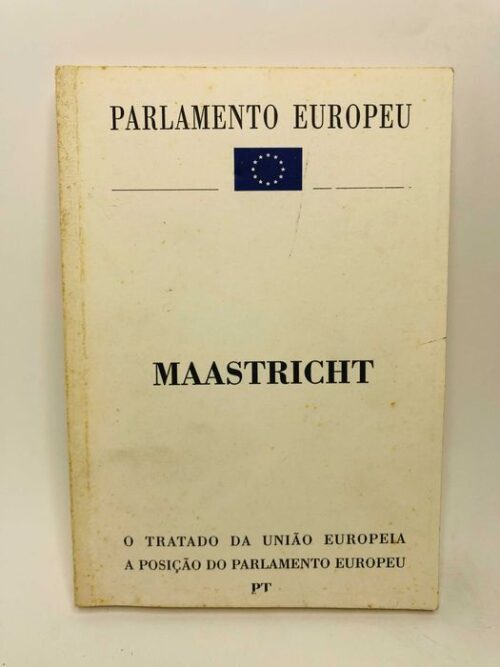 PARLAMENTO EUROPEU
MAASTRICHT
O TRATADO DA UNIÃO EUROPEIA
A POSIÇÃO DO PARLAMENTO EUROPEU
PT